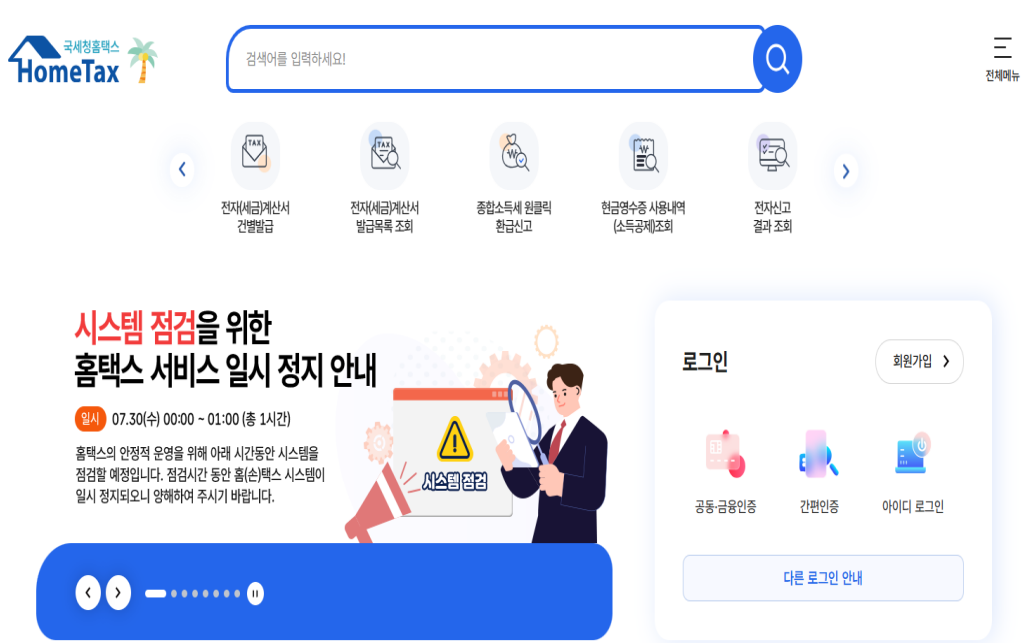 국세청홈택스
HomeTax
검색어를 입력하세요!
전체메뉴
TAX
TAX
전자(세금)계산서
건별발급
전자(세금)계산서
발급목록 조회
종합소득세 원클릭
환급신고
현금영수증 사용내역
(소득공제)조회
전자신고
결과 조회
시스템 점검을 위한
홈택스 서비스 일시 정지 안내
일시 07.30(수) 00:00 ~ 01:00 (총 1시간)
홈택스의 안정적 운영을 위해 아래 시간동안 시스템을
점검할 예정입니다. 점검시간 동안 홈(손)택스 시스템이
일시 정지되오니 양해하여 주시기 바랍니다.
시스템 점검
로그인
회원가입
공동·금융인증
간편인증
아이디 로그인
다른 로그인 안내